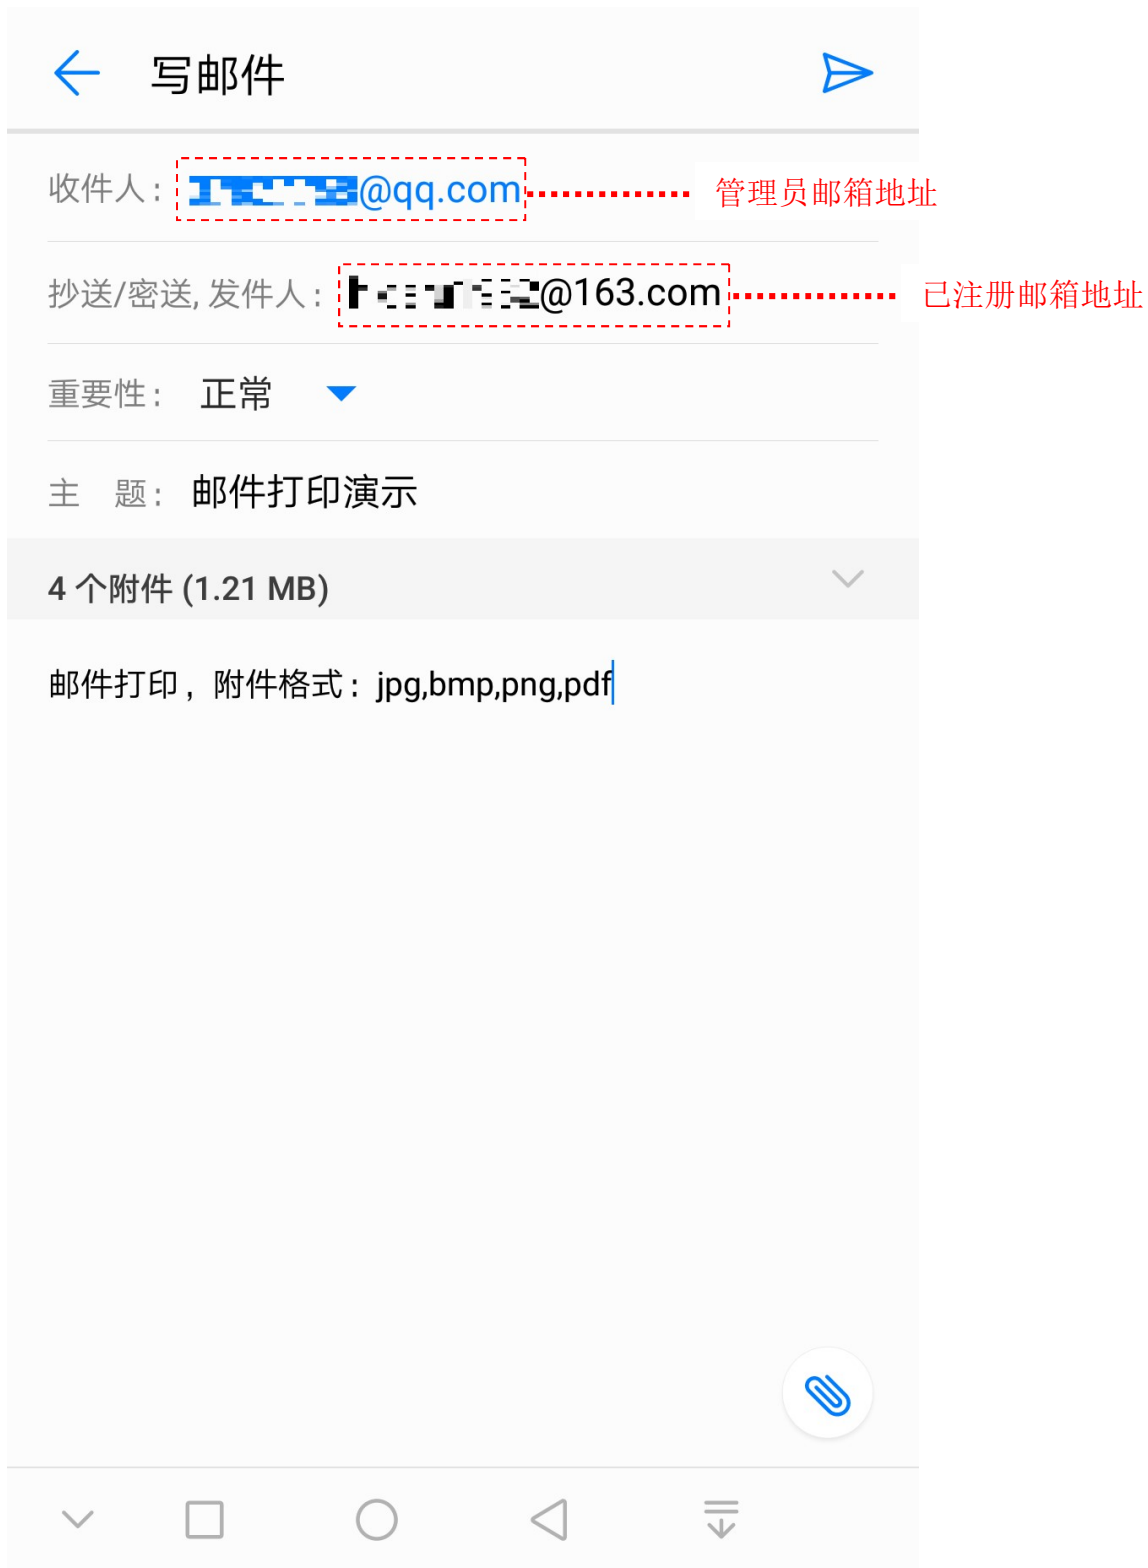 写邮件
收件人： @qq.com 管理员邮箱地址
抄送/密送, 发件人： @163.com 已注册邮箱地址
重要性： 正常
主 题： 邮件打印演示
4 个附件 (1.21 MB)
邮件打印，附件格式：jpg,bmp,png,pdf